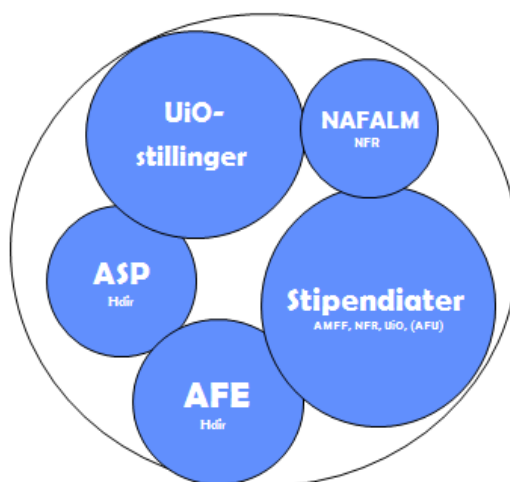 UiO-
stillinger
NAFALM
NFR
ASP
Hdir
Stipendiater
AMFF, NFR, UiO, (AFU)
AFE
Hdir